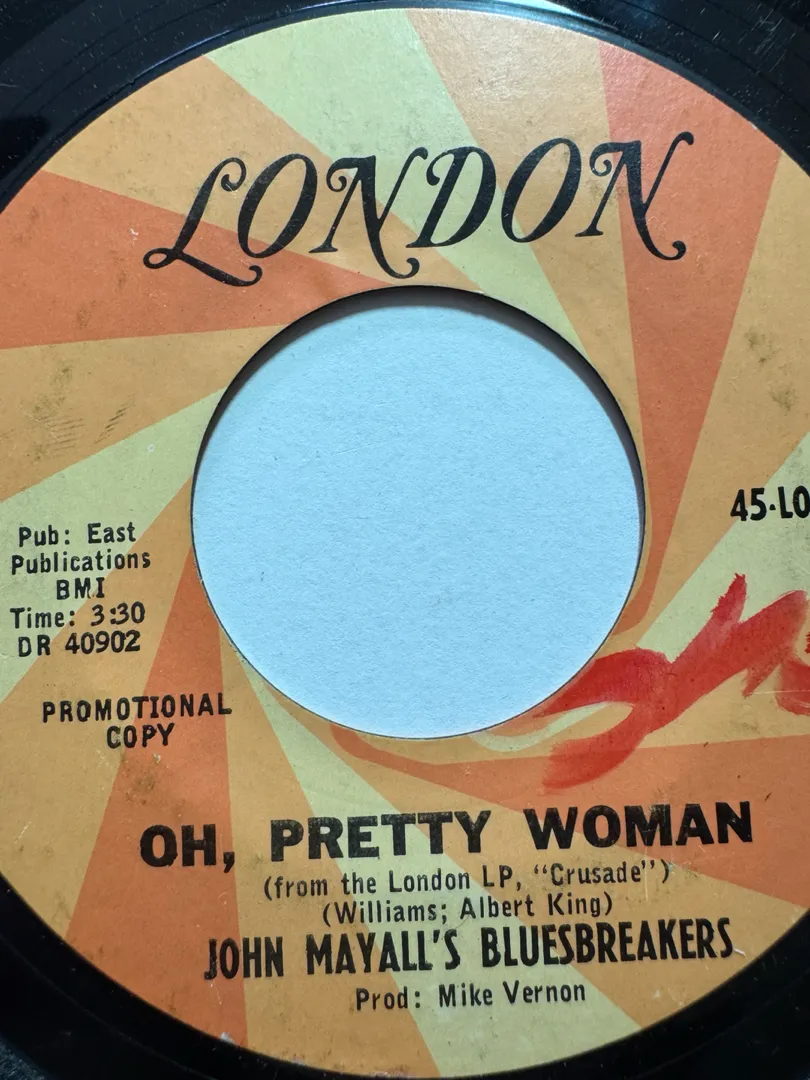 LONDON
45-LO
Pub: East
Publications
BMI
Time: 3:30
DR 40902
PROMOTIONAL
COPY
OH, PRETTY WOMAN
(from the London LP, “Crusade”)
(Williams; Albert King)
JOHN MAYALL'S BLUESBREAKERS
Prod: Mike Vernon